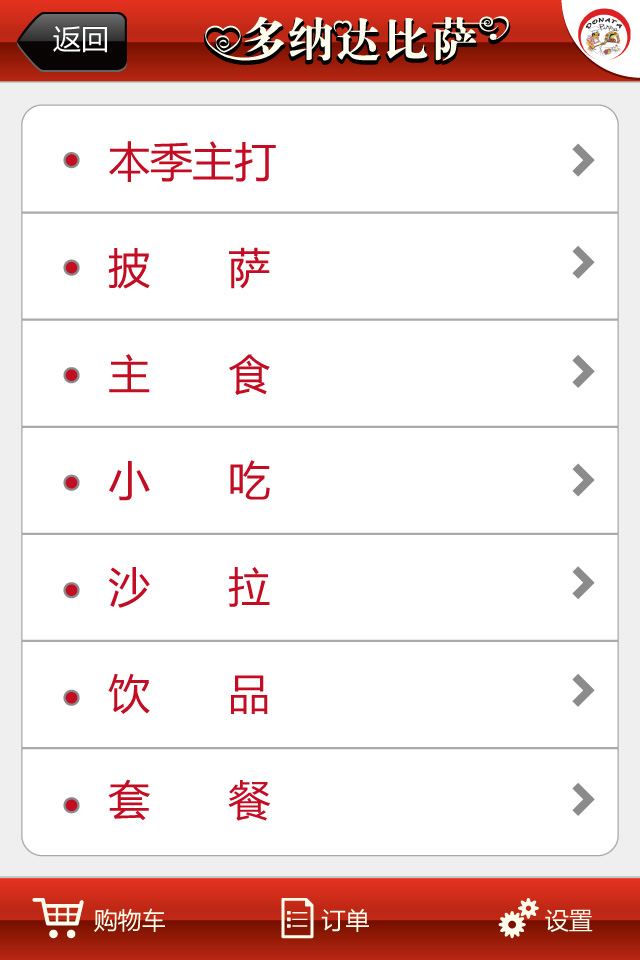 返回
多纳达比萨
DONATA
Pizza
本季主打
披 萨
主 食
小 吃
沙 拉
饮 品
套 餐
购物车
订单
设置